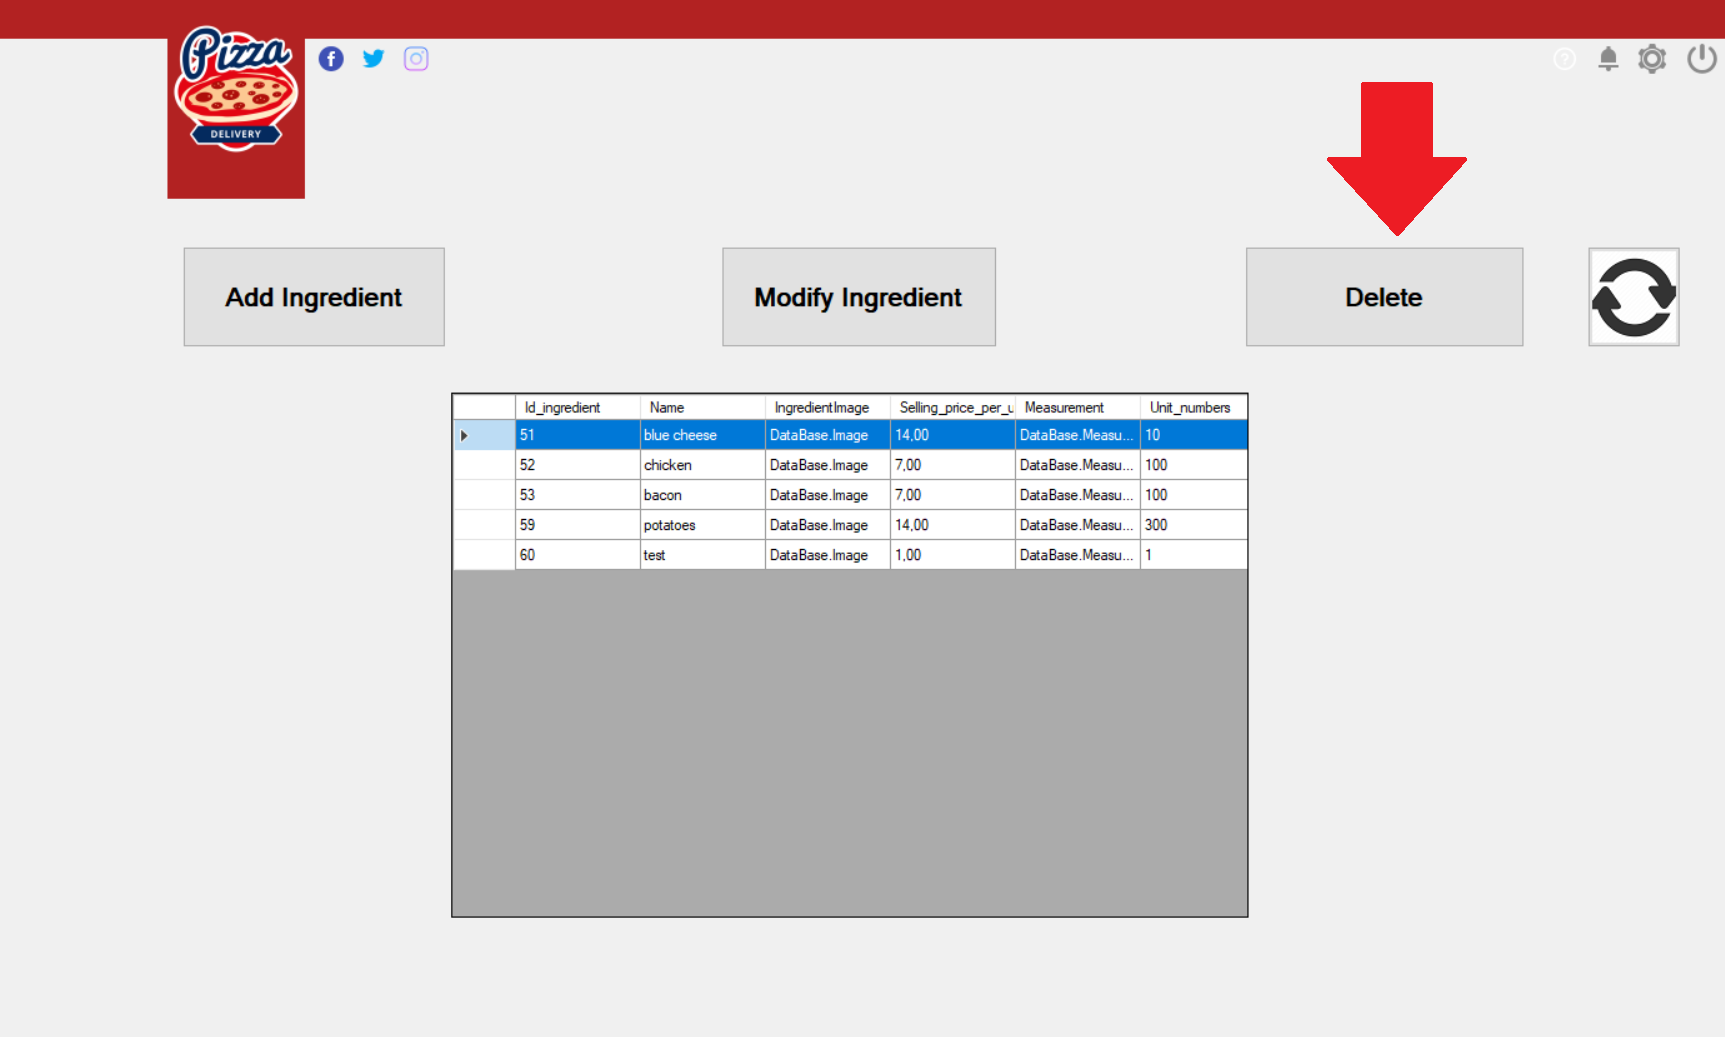 Pizza
DELIVERY
Add Ingredient
Modify Ingredient
Delete
Id_ingredient Name IngredientImage Selling_price_per_u Measurement Unit_numbers
51 blue cheese DataBase.Image 14,00 DataBase.Measu... 10
52 chicken DataBase.Image 7,00 DataBase.Measu... 100
53 bacon DataBase.Image 7,00 DataBase.Measu... 100
59 potatoes DataBase.Image 14,00 DataBase.Measu... 300
60 test DataBase.Image 1,00 DataBase.Measu... 1